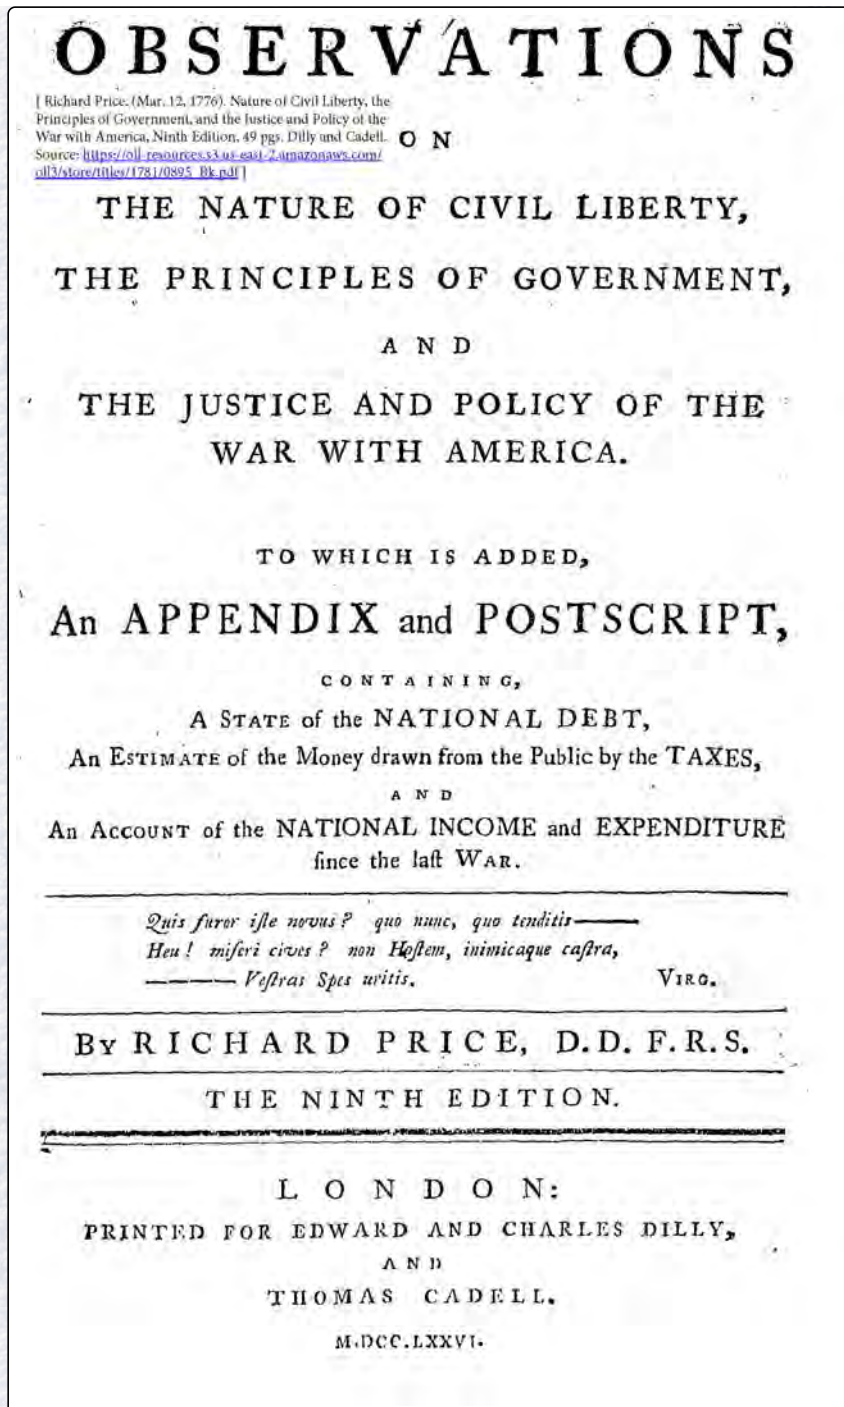 OBSERVATIONS
[ Richard Price. (Mar. 12, 1776). Nature of Civil Liberty, the
Principles of Government, and the Justice and Policy of the
War with America, Ninth Edition, 49 pgs. Dilly and Cadell.
Source: https://oll-resources.s3.us-east-2.amazonaws.com/
oll3/store/titles/1781/0895_Bk.pdf ]
ON
THE NATURE OF CIVIL LIBERTY,
THE PRINCIPLES OF GOVERNMENT,
AND
THE JUSTICE AND POLICY OF THE
WAR WITH AMERICA.
TO WHICH IS ADDED,
An APPENDIX and POSTSCRIPT,
CONTAINING,
A STATE of the NATIONAL DEBT,
An ESTIMATE of the Money drawn from the Public by the TAXES,
AND
An ACCOUNT of the NATIONAL INCOME and EXPENDITURE
ſince the laſt WAR.
Quis furor iſte novus? quo nunc, quo tenditis———
Heu! miſeri cives? non Hoſtem, inimicaque caſtra,
———— Veſtras Spes uritis. VIRG.
BY RICHARD PRICE, D.D. F.R.S.
THE NINTH EDITION.
LONDON:
PRINTED FOR EDWARD AND CHARLES DILLY,
AND
THOMAS CADELL.
M.DCC.LXXVI.